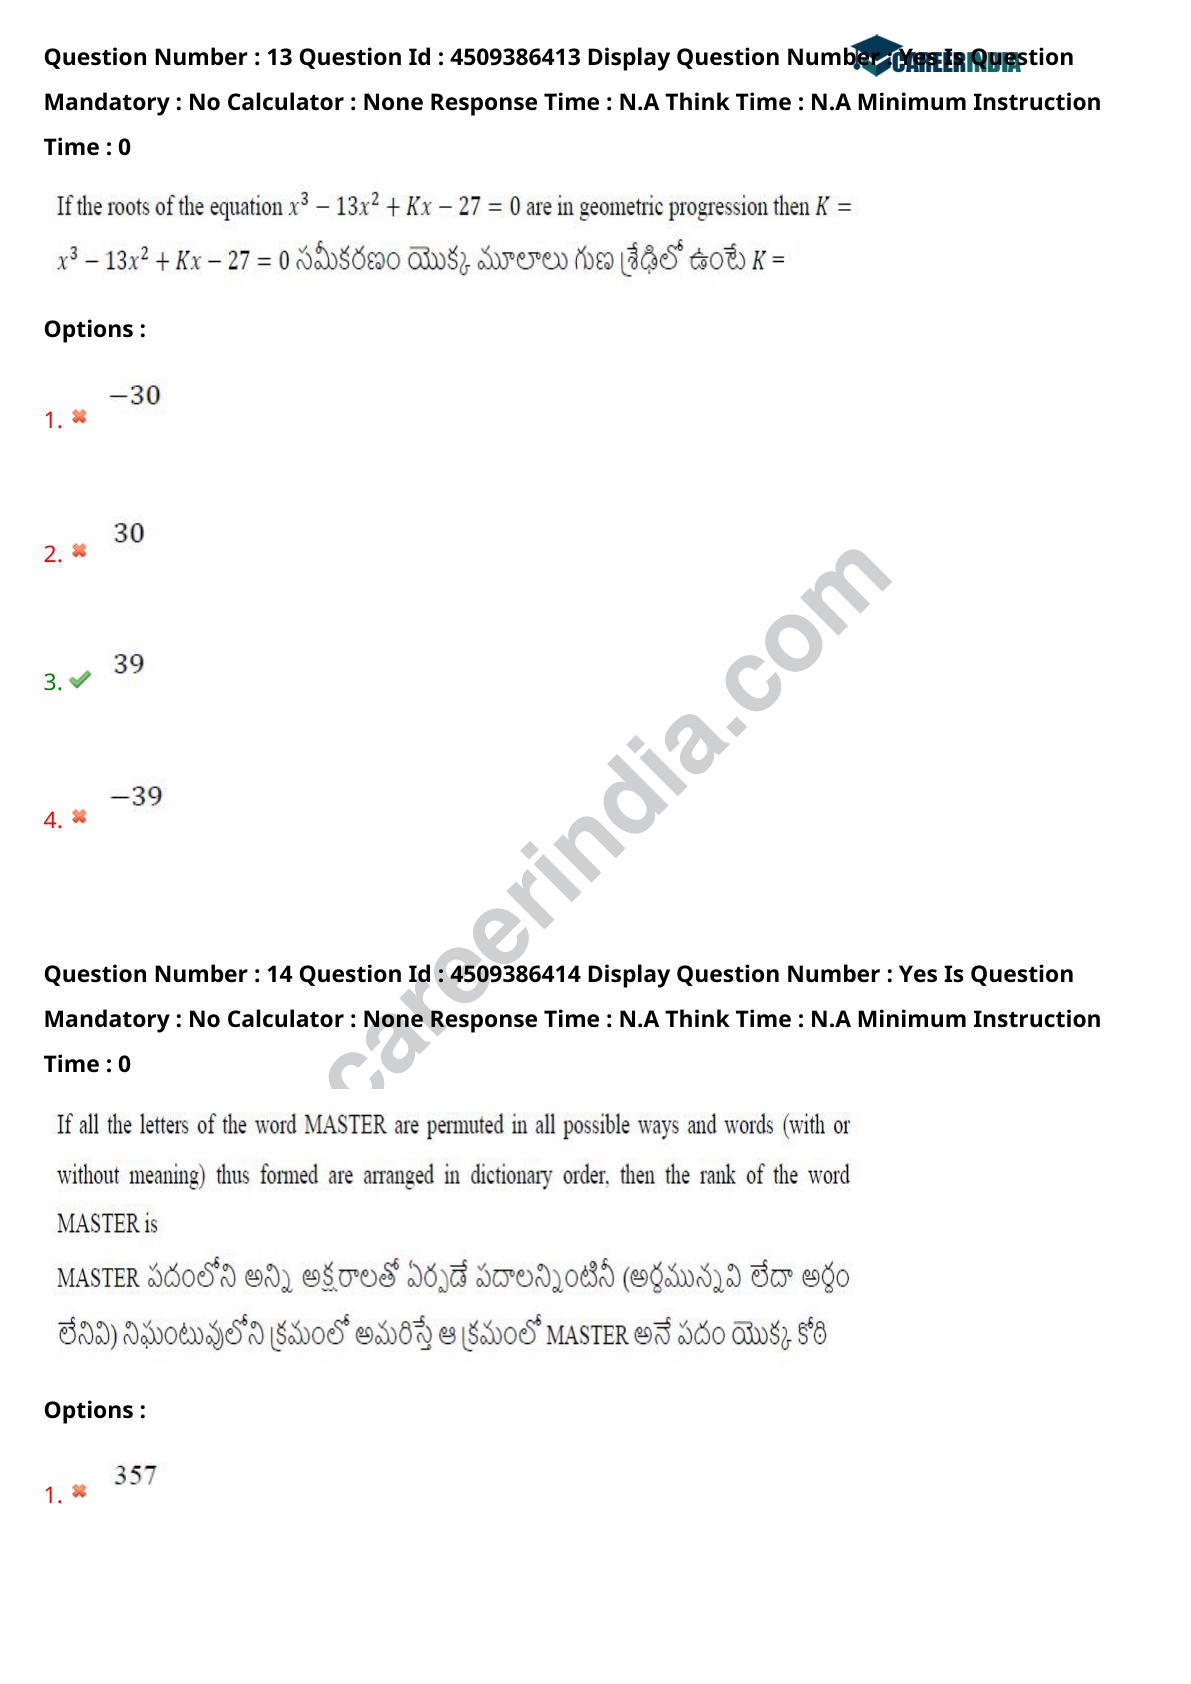 Question Number : 13 Question Id : 4509386413 Display Question Number : Yes Is Question
CAREERINDIA
Mandatory : No Calculator : None Response Time : N.A Think Time : N.A Minimum Instruction
Time : 0
If the roots of the equation x³ − 13x² + Kx − 27 = 0 are in geometric progression then K =
x³ − 13x² + Kx − 27 = 0 సమీకరణం యొక్క మూలాలు గుణ శ్రేఢిలో ఉంటే K =
Options :
1. −30
2. 30
3. 39
4. −39
careerindia.com
Question Number : 14 Question Id : 4509386414 Display Question Number : Yes Is Question
Mandatory : No Calculator : None Response Time : N.A Think Time : N.A Minimum Instruction
Time : 0
If all the letters of the word MASTER are permuted in all possible ways and words (with or
without meaning) thus formed are arranged in dictionary order, then the rank of the word
MASTER is
MASTER పదంలోని అన్ని అక్షరాలతో ఏర్పడే పదాలన్నింటినీ (అర్థమున్నవి లేదా అర్థం
లేనివి) నిఘంటువులోని క్రమంలో అమరిస్తే ఆ క్రమంలో MASTER అనే పదం యొక్క కోటి
Options :
1. 357